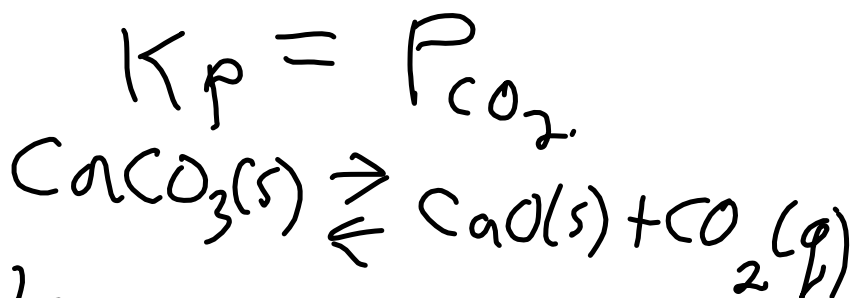 Kp = PCO₂.
CaCO₃(s) ⇄ CaO(s) + CO₂(g)